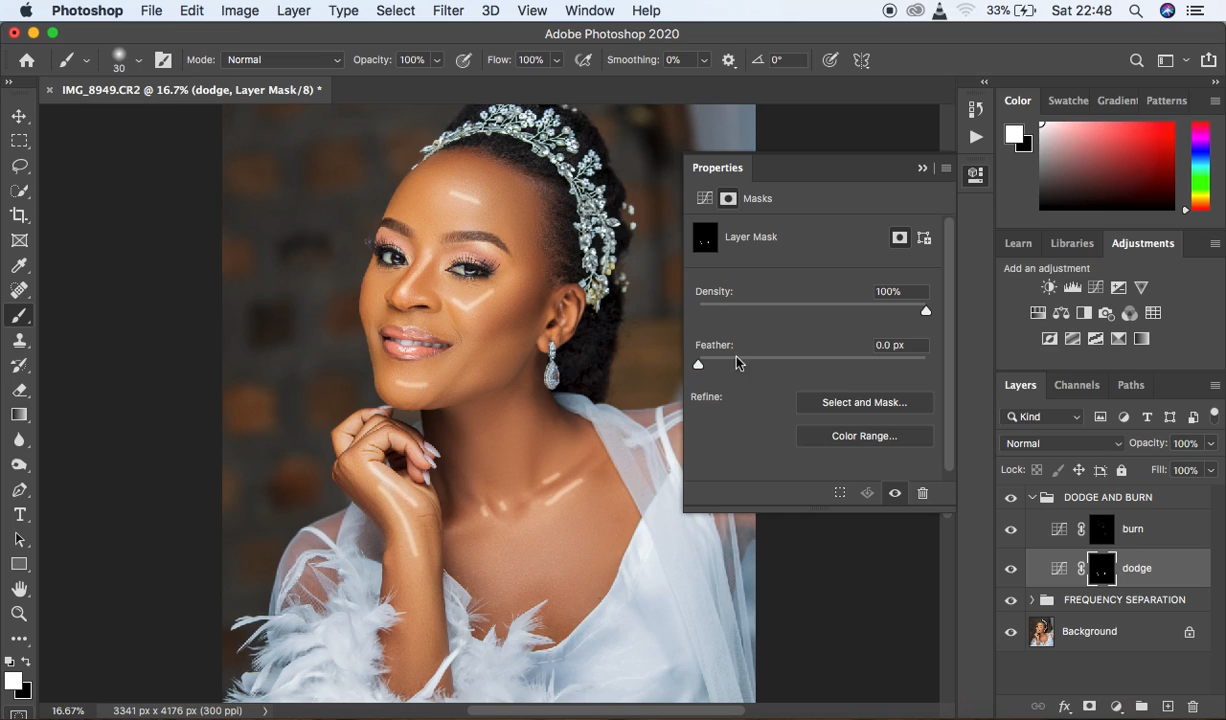 Photoshop File Edit Image Layer Type Select Filter 3D View Window Help 33% Sat 22:48
Adobe Photoshop 2020
30 Mode: Normal Opacity: 100% Flow: 100% Smoothing: 0% 0°
IMG_8949.CR2 @ 16.7% (dodge, Layer Mask/8) *
Color Swatche Gradien Patterns
Properties
Masks
Layer Mask
Density: 100%
Feather: 0.0 px
Refine: Select and Mask...
Color Range...
Learn Libraries Adjustments
Add an adjustment
Layers Channels Paths
Kind
Normal Opacity: 100%
Lock: Fill: 100%
DODGE AND BURN
burn
dodge
FREQUENCY SEPARATION
Background
16.67% 3341 px x 4176 px (300 ppi)